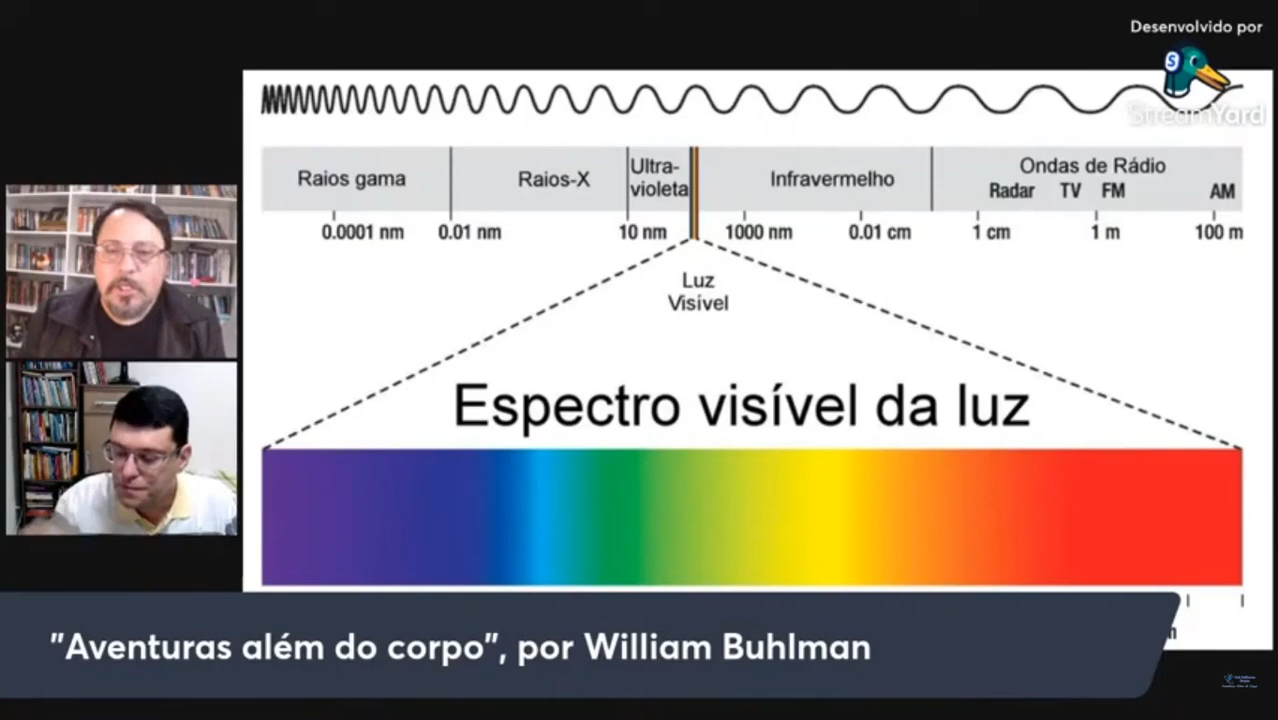 Desenvolvido por
StreamYard
Raios gama
Raios-X
Ultra-
violeta
Infravermelho
Ondas de Rádio
Radar TV FM AM
0.0001 nm 0.01 nm 10 nm 1000 nm 0.01 cm 1 cm 1 m 100 m
Luz
Visível
Espectro visível da luz
"Aventuras além do corpo", por William Buhlman